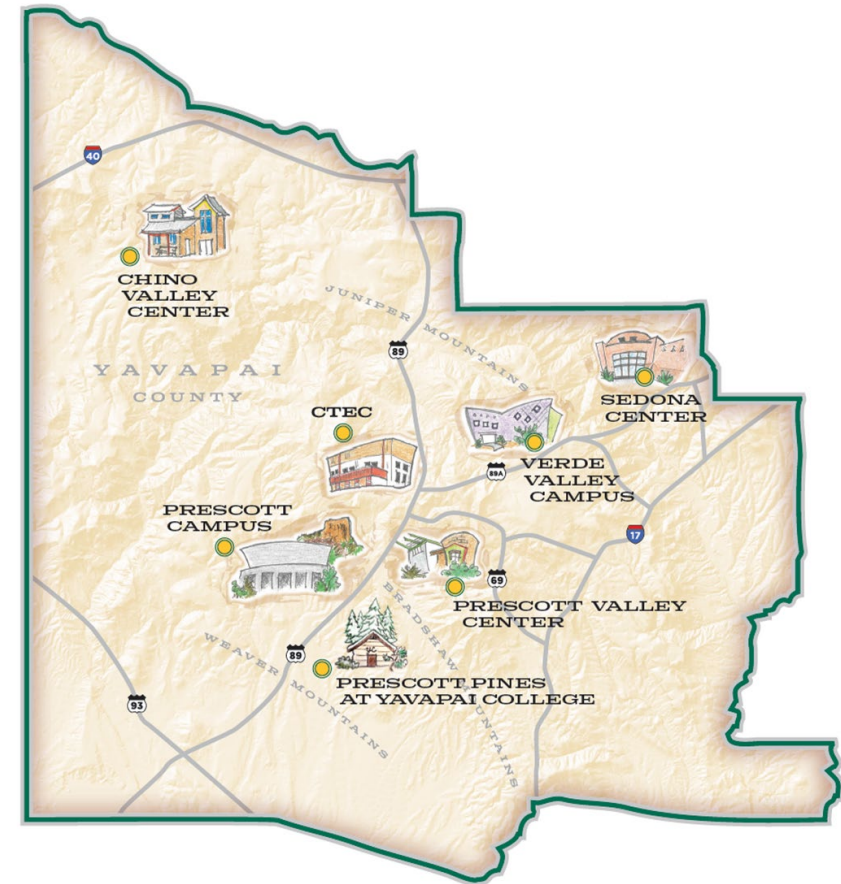 40
CHINO
VALLEY
CENTER
JUNIPER MOUNTAINS
89
YAVAPAI
COUNTY
SEDONA
CENTER
CTEC
VERDE
VALLEY
CAMPUS
89A
PRESCOTT
CAMPUS
17
69
PRESCOTT VALLEY
CENTER
BRADSHAW MOUNTAINS
WEAVER MOUNTAINS
89
PRESCOTT PINES
AT YAVAPAI COLLEGE
93